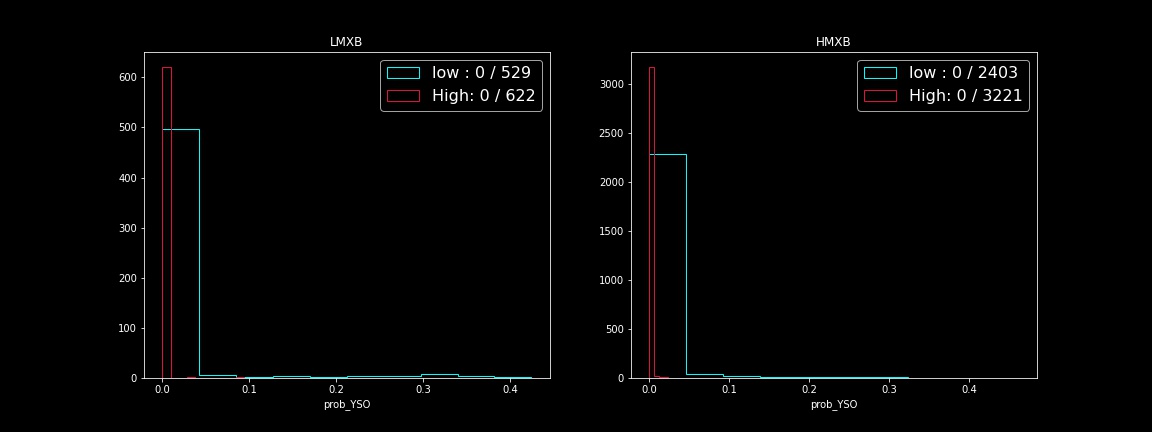 LMXB
low : 0 / 529
High: 0 / 622
600
500
400
300
200
100
0
0.0 0.1 0.2 0.3 0.4
prob_YSO
HMXB
low : 0 / 2403
High: 0 / 3221
3000
2500
2000
1500
1000
500
0
0.0 0.1 0.2 0.3 0.4
prob_YSO